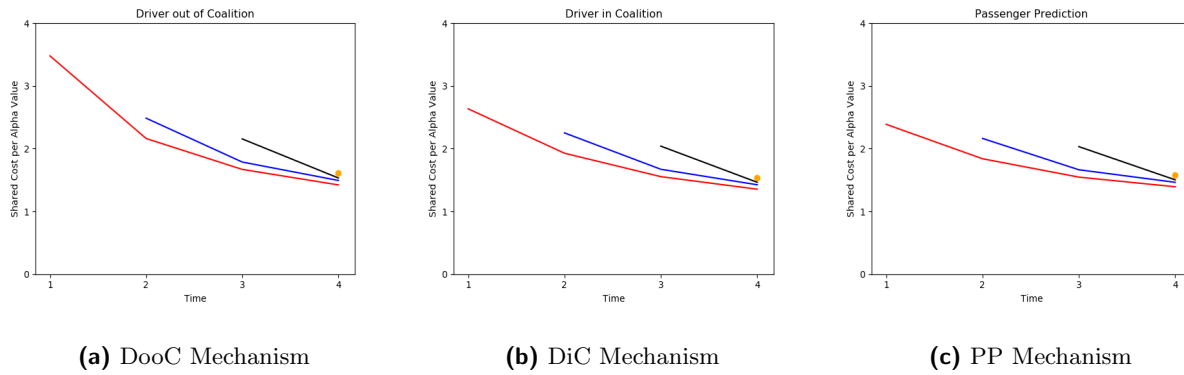 Driver out of Coalition
4
3
2
1
0
Shared Cost per Alpha Value
1 2 3 4
Time
(a) DooC Mechanism
Driver in Coalition
4
3
2
1
0
Shared Cost per Alpha Value
1 2 3 4
Time
(b) DiC Mechanism
Passenger Prediction
4
3
2
1
0
Shared Cost per Alpha Value
1 2 3 4
Time
(c) PP Mechanism